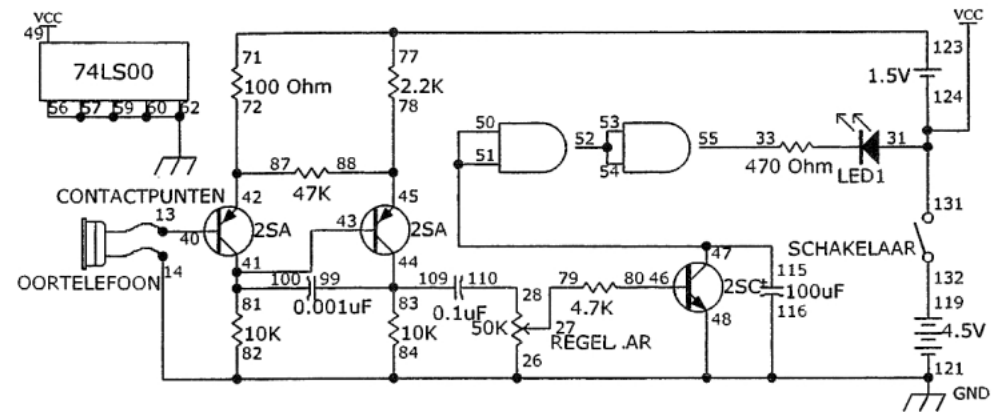 VCC
49
74LS00
56 57 59 60 62
71
100 Ohm
72
77
2.2K
78
VCC
123
1.5V
124
50
51
52
53
54
55
33
470 Ohm
LED1
31
87 88
47K
CONTACTPUNTEN
13
40
42
2SA
41
43
45
2SA
44
OORTELEFOON
14
100 99
0.001uF
81
10K
82
83
10K
84
109 110
0.1uF
28
50K
27
REGEL
AR
26
79 80
4.7K
46
47
2SC
48
+
115
100uF
116
131
SCHAKELAAR
132
119
4.5V
121
GND